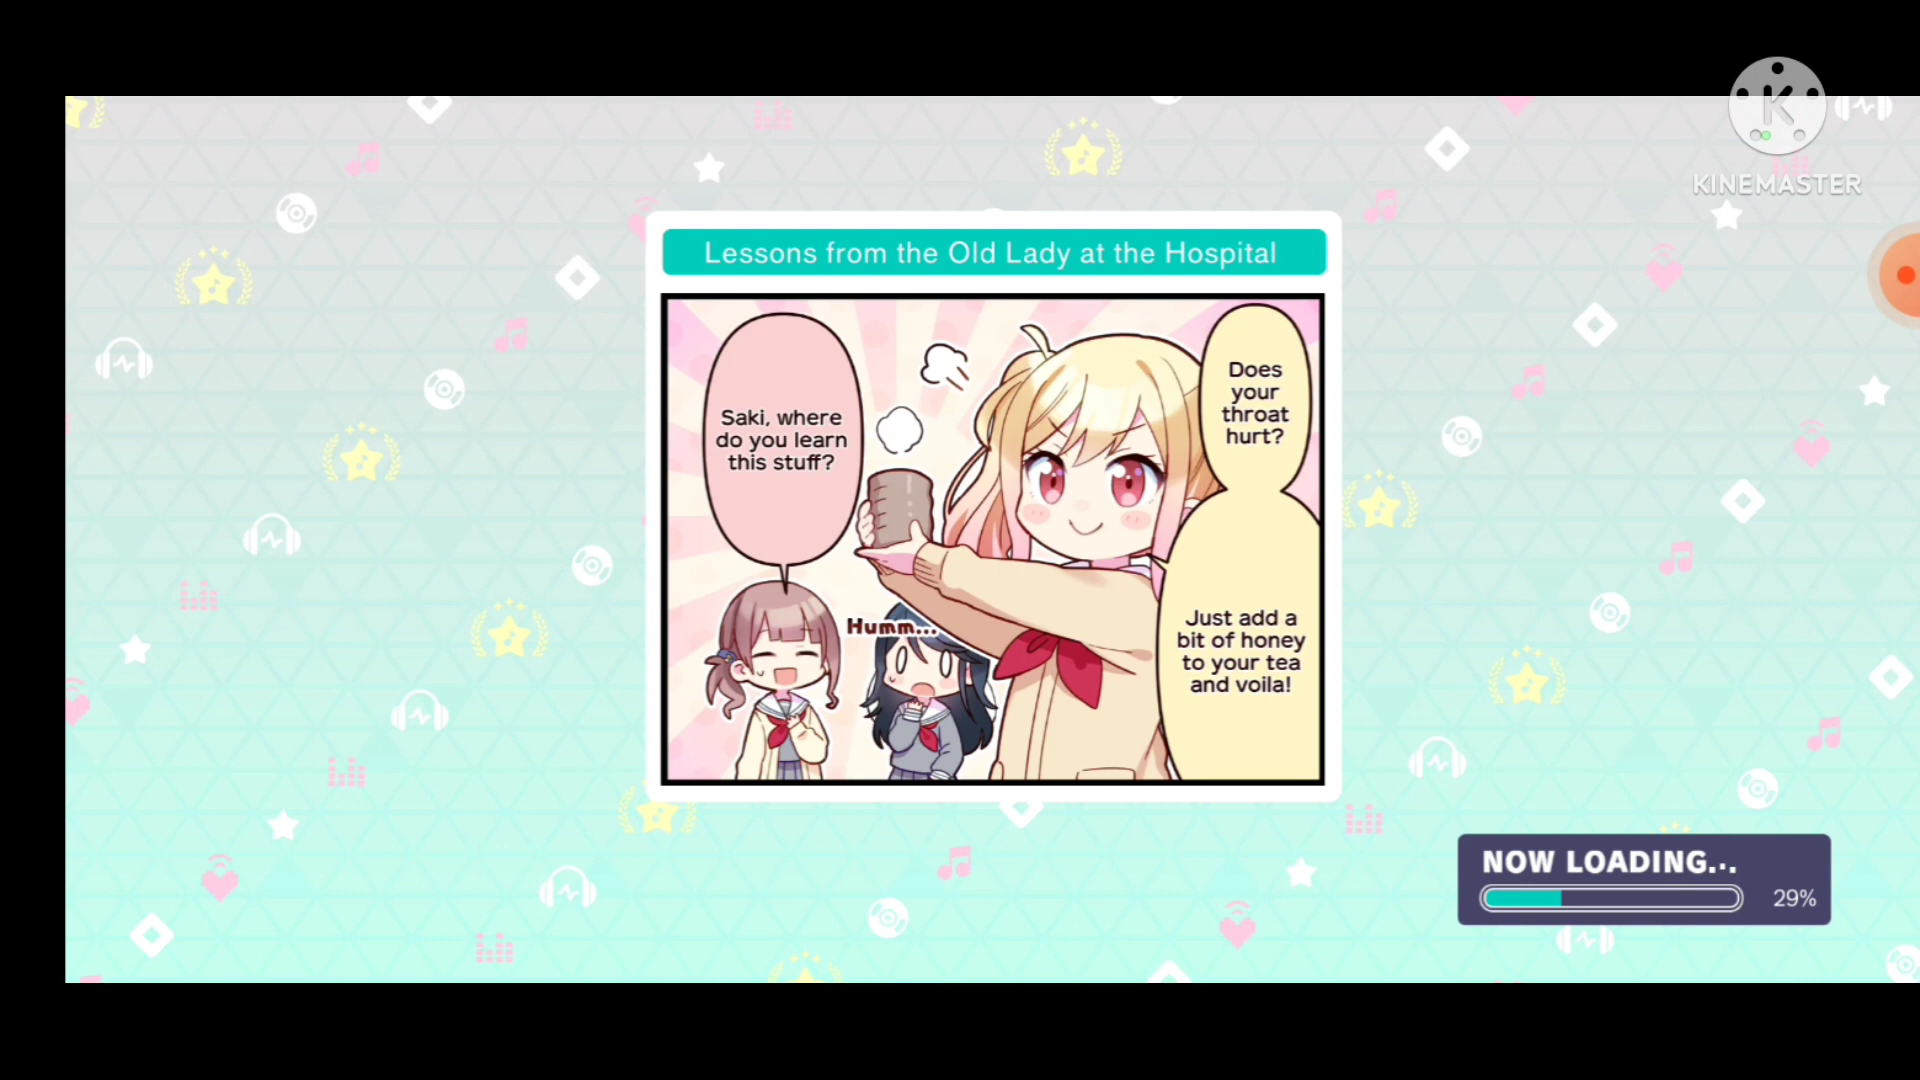 K
KINEMASTER
Lessons from the Old Lady at the Hospital
Does
your
throat
hurt?
Just add a
bit of honey
to your tea
and voila!
Saki, where
do you learn
this stuff?
Humm...
NOW LOADING...
29%